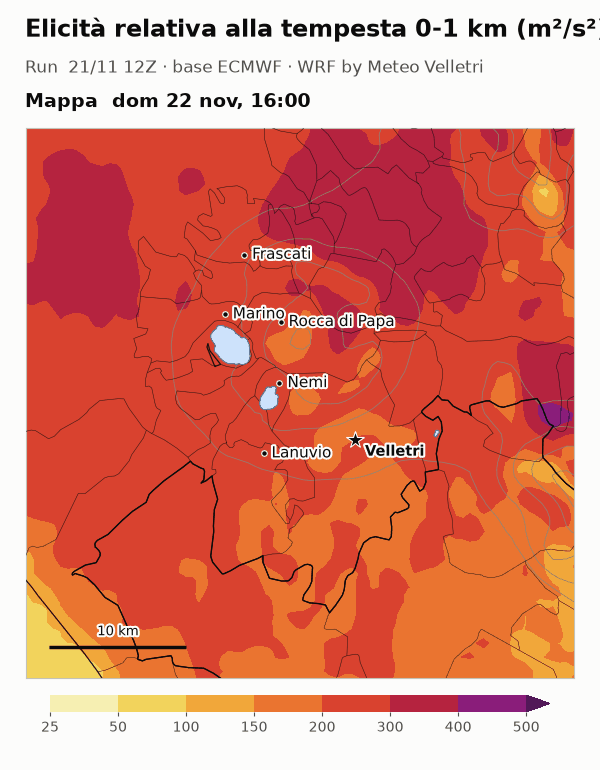 Elicità relativa alla tempesta 0-1 km (m²/s²)
Run 21/11 12Z · base ECMWF · WRF by Meteo Velletri
Mappa dom 22 nov, 16:00
Frascati
Marino
Rocca di Papa
Nemi
Velletri
Lanuvio
10 km
25 50 100 150 200 300 400 500